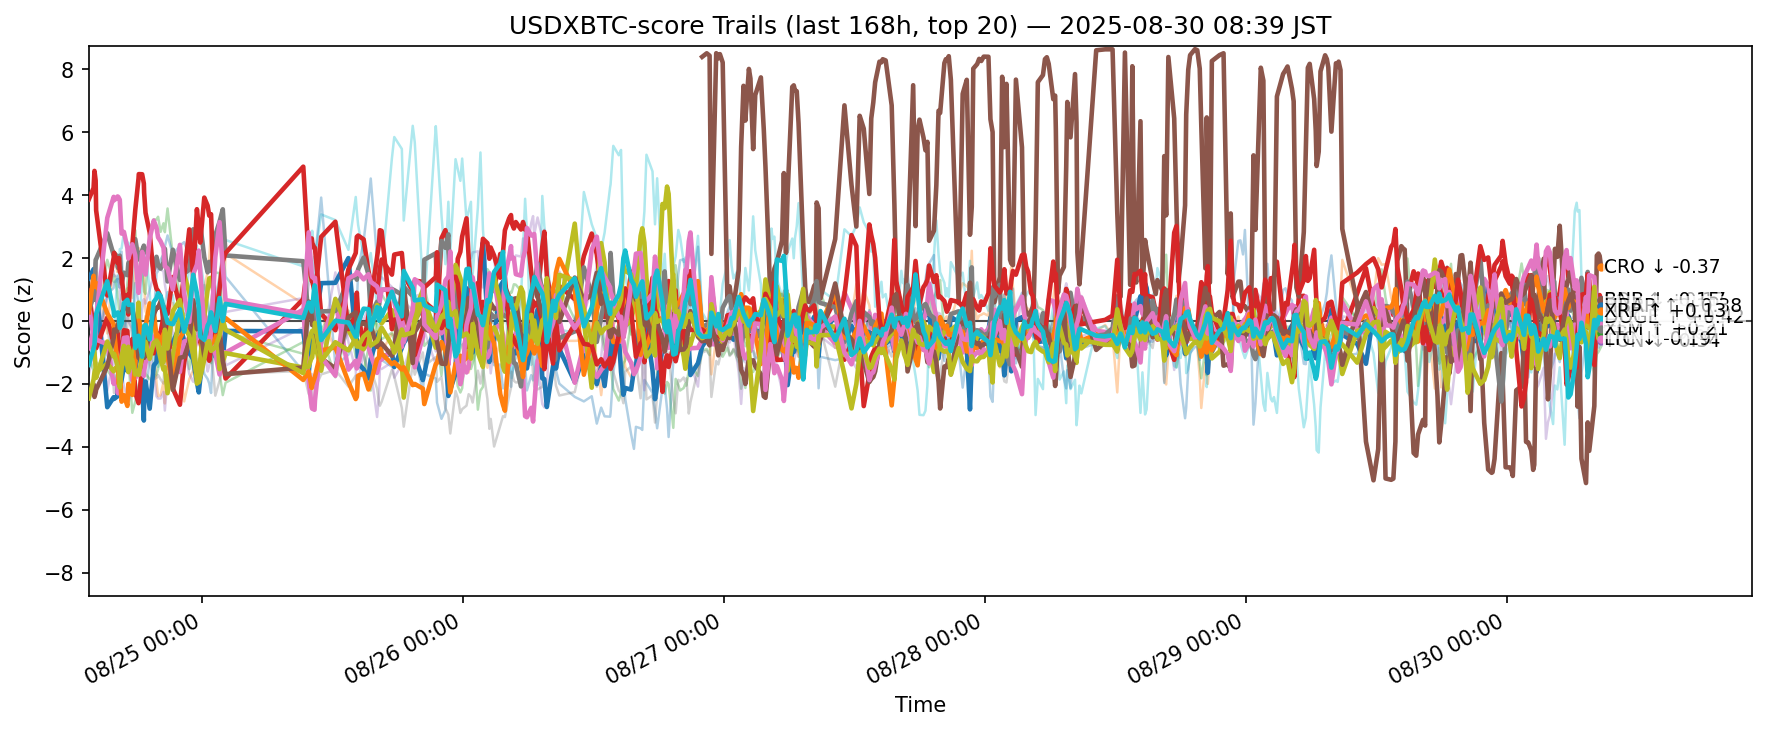 USDXBTC-score Trails (last 168h, top 20) — 2025-08-30 08:39 JST
Score (z)
8
6
4
2
0
−2
−4
−6
−8
CRO ↓ -0.37
XRP ↑ +0.13
XLM ↑ +0.21
08/25 00:00
08/26 00:00
08/27 00:00
08/28 00:00
08/29 00:00
08/30 00:00
Time